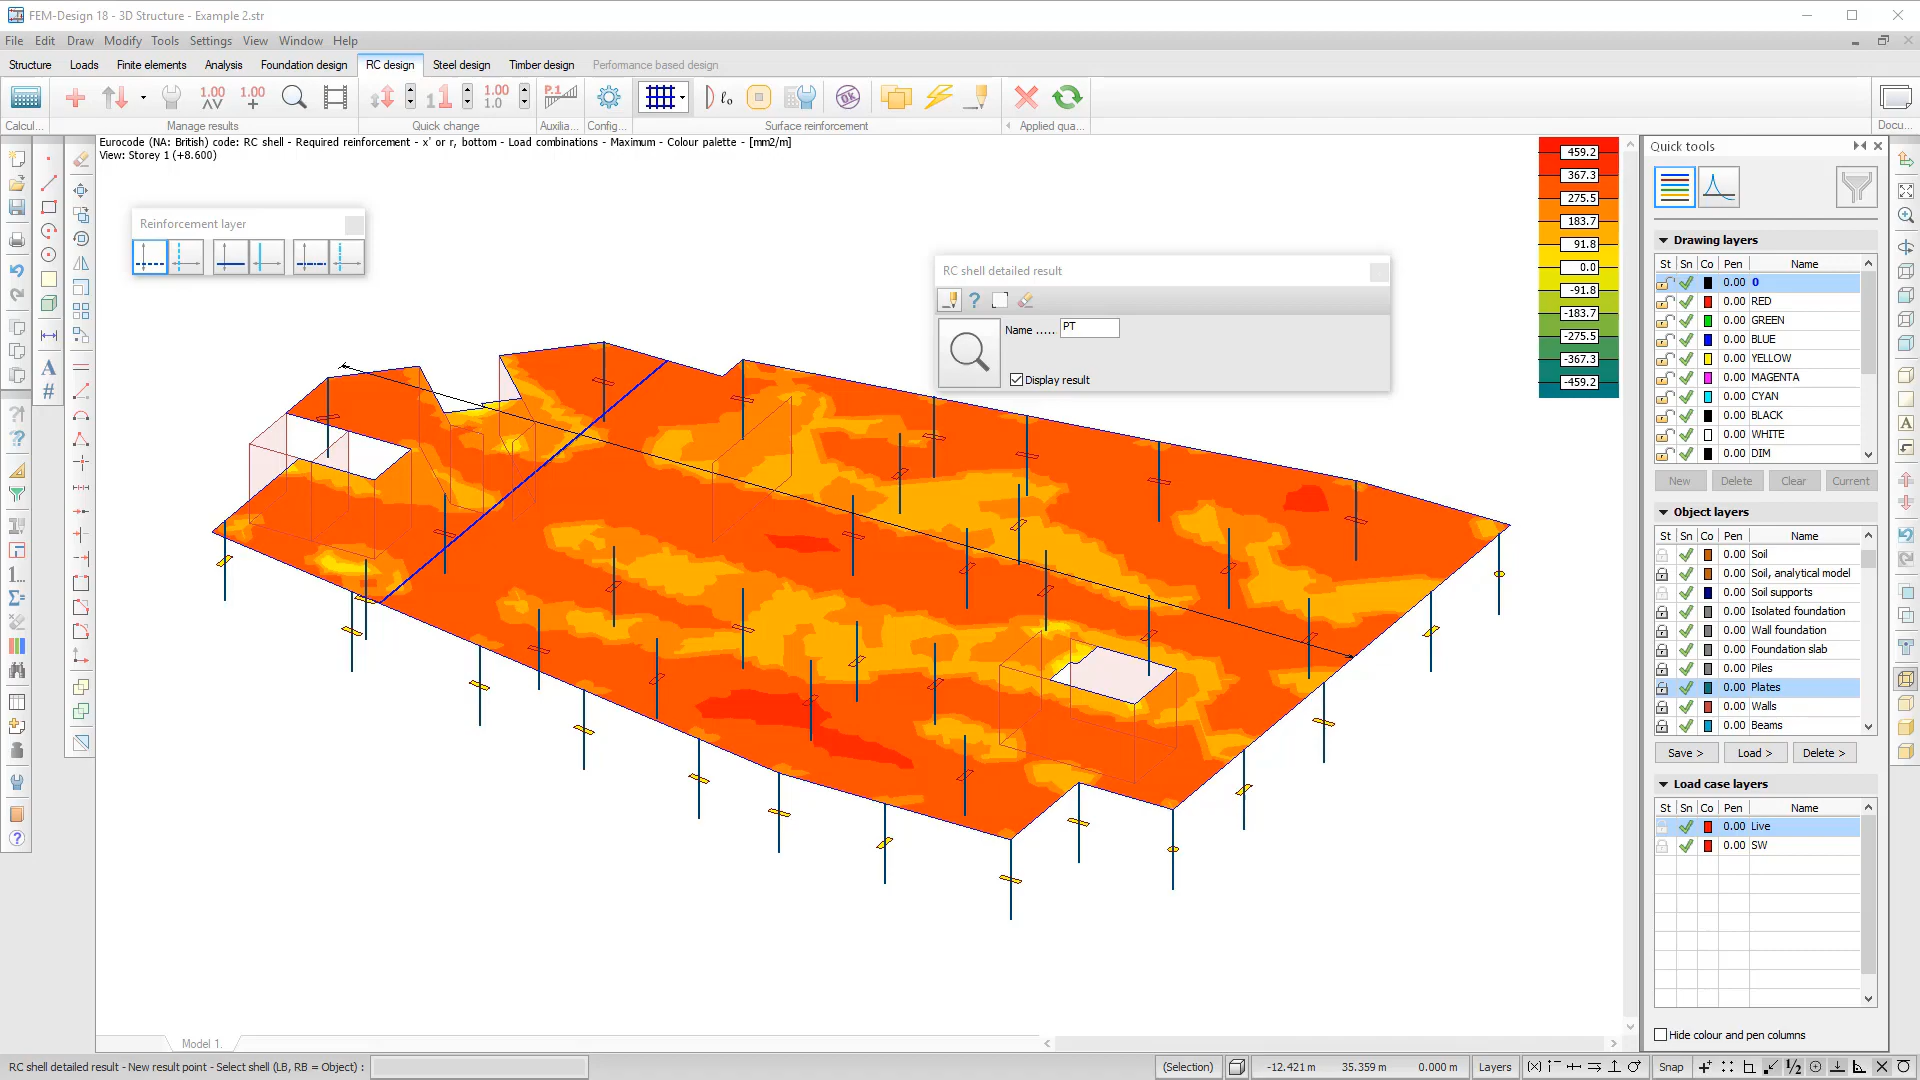 FEM-Design 18 - 3D Structure - Example 2.str
File Edit Draw Modify Tools Settings View Window Help
Structure Loads Finite elements Analysis Foundation design RC design Steel design Timber design Performance based design
1.00 1.00 1.00 1.0 P.1 OK
Calcul... Manage results Quick change Auxilia... Config... Surface reinforcement Applied qua... Docu...
Eurocode (NA: British) code: RC shell - Required reinforcement - x' or r, bottom - Load combinations - Maximum - Colour palette - [mm2/m]
View: Storey 1 (+8.600)
Reinforcement layer
RC shell detailed result
Name ..... PT
Display result
459.2
367.3
275.5
183.7
91.8
0.0
-91.8
-183.7
-275.5
-367.3
-459.2
Quick tools
Drawing layers
St Sn Co Pen Name
0.00 0
0.00 RED
0.00 GREEN
0.00 BLUE
0.00 YELLOW
0.00 MAGENTA
0.00 CYAN
0.00 BLACK
0.00 WHITE
0.00 DIM
New Delete Clear Current
Object layers
St Sn Co Pen Name
0.00 Soil
0.00 Soil, analytical model
0.00 Soil supports
0.00 Isolated foundation
0.00 Wall foundation
0.00 Foundation slab
0.00 Piles
0.00 Plates
0.00 Walls
0.00 Beams
Save > Load > Delete >
Load case layers
St Sn Co Pen Name
0.00 Live
0.00 SW
Hide colour and pen columns
Model 1.
RC shell detailed result - New result point - Select shell (LB, RB = Object) :
(Selection) -12.421 m 35.359 m 0.000 m Layers Snap